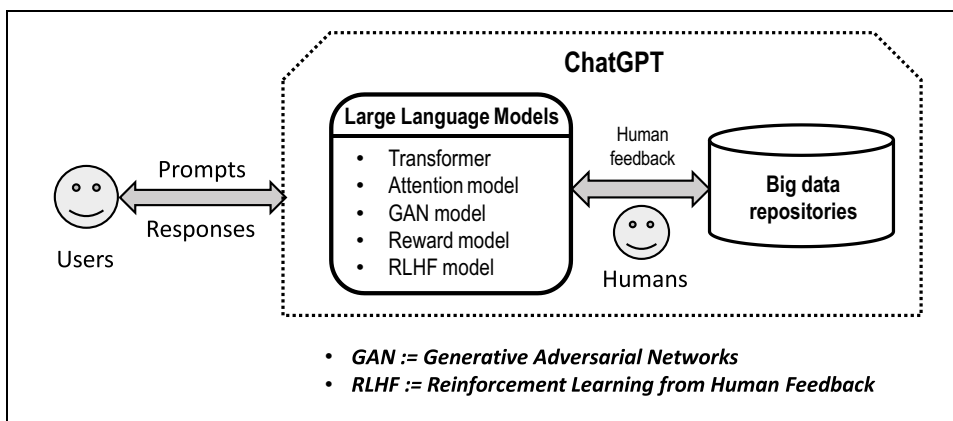 ChatGPT
Large Language Models
• Transformer
• Attention model
• GAN model
• Reward model
• RLHF model
Human
feedback
Humans
Big data
repositories
Prompts
Responses
Users
• GAN := Generative Adversarial Networks
• RLHF := Reinforcement Learning from Human Feedback